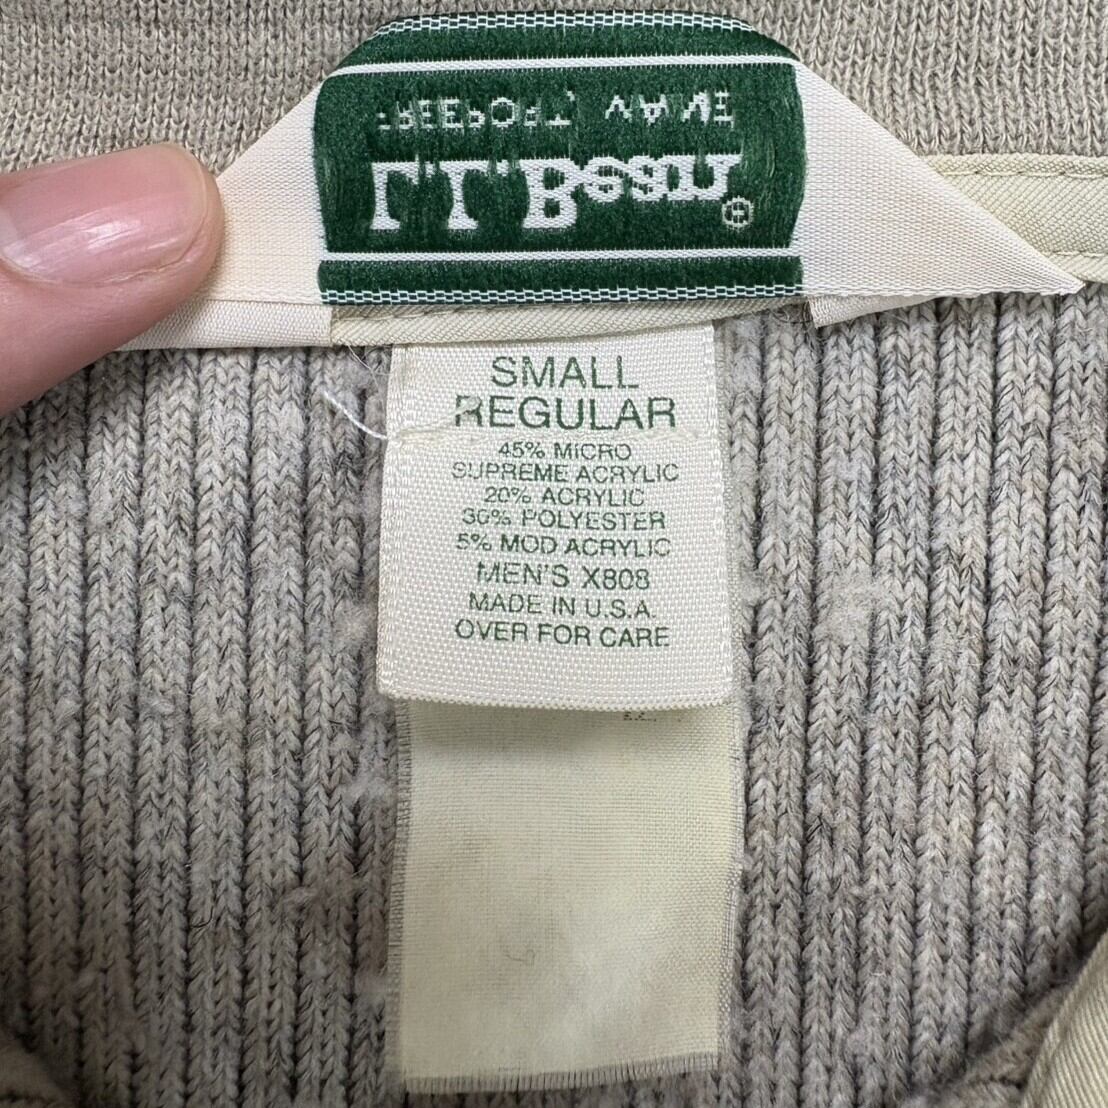 L.L.Bean®
FREEPORT, MAINE
SMALL
REGULAR
45% MICRO
SUPREME ACRYLIC
20% ACRYLIC
30% POLYESTER
5% MOD ACRYLIC
MEN'S X808
MADE IN U.S.A.
OVER FOR CARE